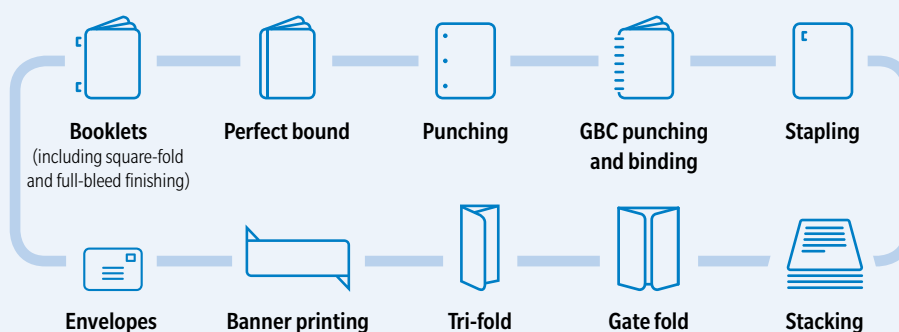 Booklets
(including square-fold
and full-bleed finishing)
Perfect bound
Punching
GBC punching
and binding
Stapling
Envelopes
Banner printing
Tri-fold
Gate fold
Stacking